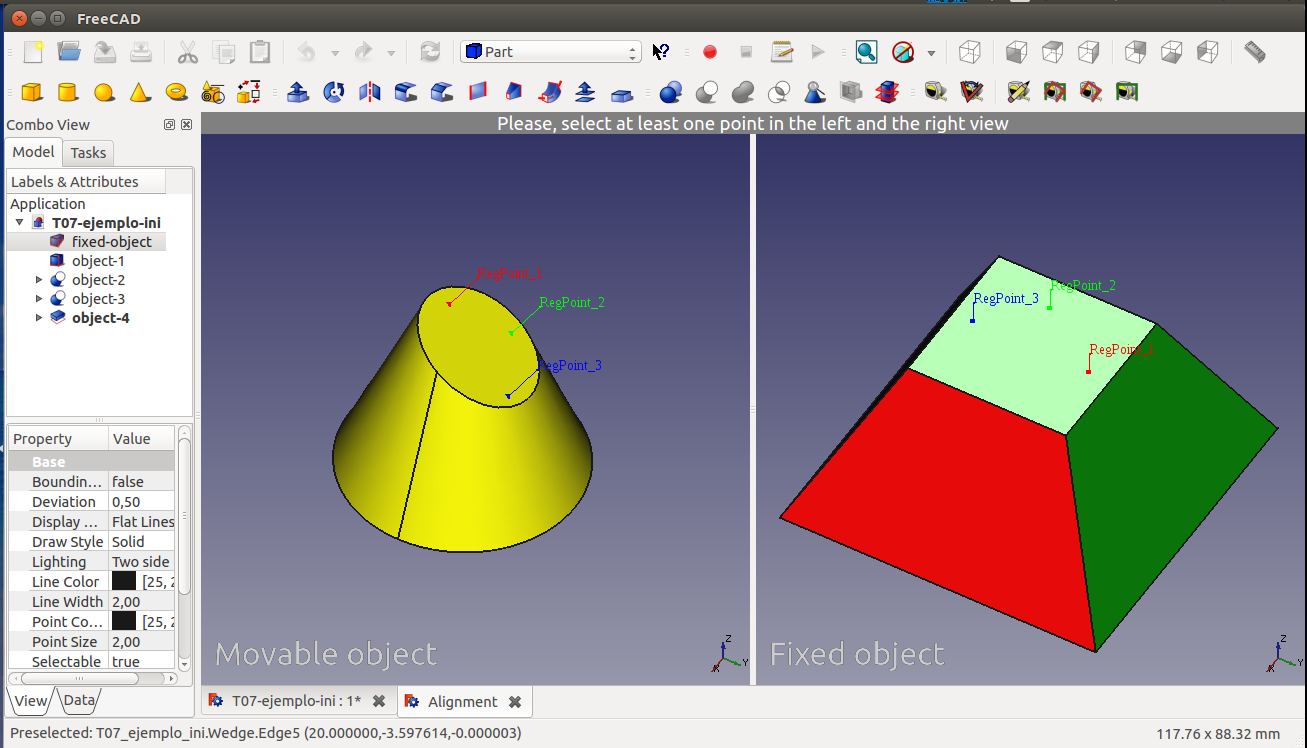 FreeCAD
Part
Combo View
Please, select at least one point in the left and the right view
Model
Tasks
Labels & Attributes
Application
T07-ejemplo-ini
fixed-object
object-1
object-2
object-3
object-4
RegPoint
RegPoint_2
RegPoint_3
RegPoint_2
RegPoint_3
RegPoint
Property
Value
Base
Boundin...
false
Deviation
0,50
Display ...
Flat Lines
Draw Style
Solid
Lighting
Two side
Line Color
[25, 2
Line Width
2,00
Point Co...
[25, 2
Point Size
2,00
Selectable
true
Movable object
Z
Y
X
Fixed object
Z
Y
X
View
Data
T07-ejemplo-ini : 1*
Alignment
Preselected: T07_ejemplo_ini.Wedge.Edge5 (20.000000,-3.597614,-0.000003)
117.76 x 88.32 mm